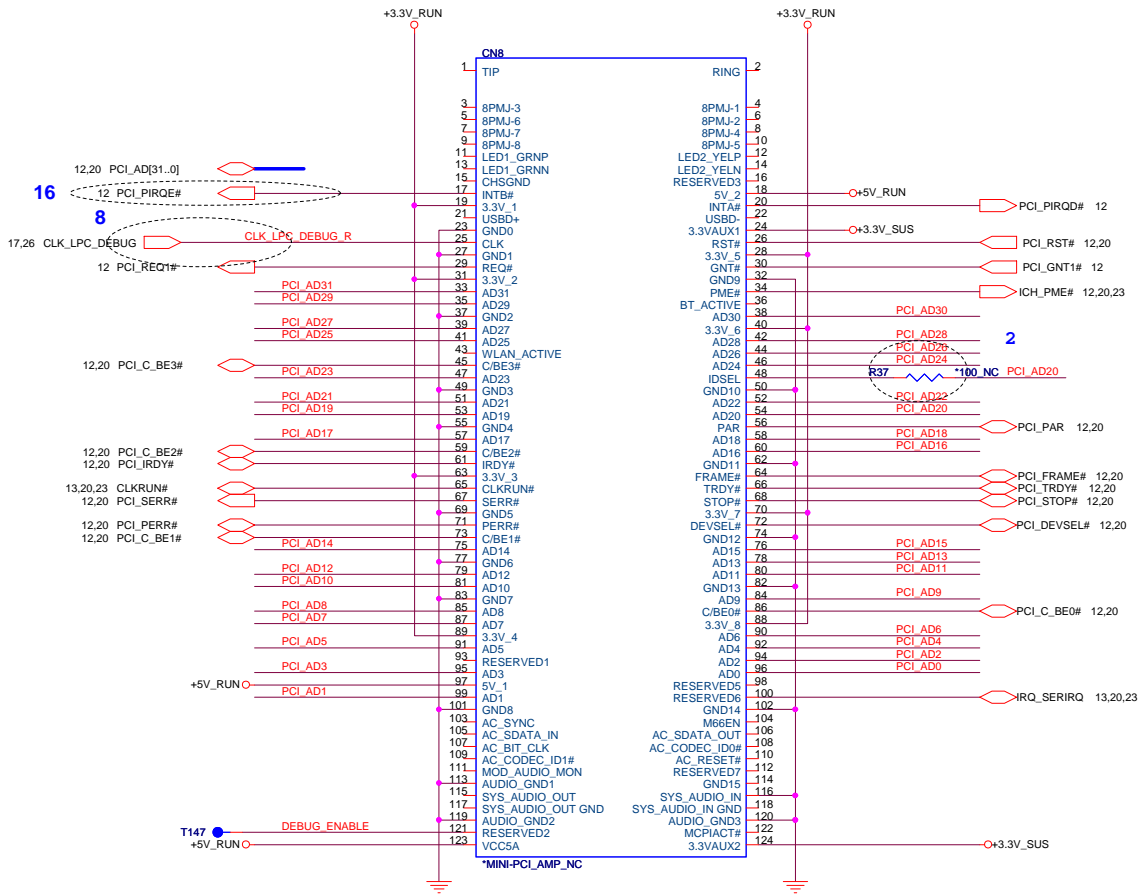 +3.3V_RUN +3.3V_RUN
CN8
1 TIP RING 2
3 8PMJ-3 8PMJ-1 4
5 8PMJ-6 8PMJ-2 6
7 8PMJ-7 8PMJ-4 8
9 8PMJ-8 8PMJ-5 10
11 LED1_GRNP LED2_YELP 12
12,20 PCI_AD[31..0] 13 LED1_GRNN LED2_YELN 14
15 CHSGND RESERVED3 16
16 12 PCI_PIRQE# 17 INTB# 5V_2 18 +5V_RUN
19 3.3V_1 INTA# 20 PCI_PIRQD# 12
8 21 USBD+ USBD- 22
23 GND0 3.3VAUX1 24 +3.3V_SUS
17,26 CLK_LPC_DEBUG CLK_LPC_DEBUG_R 25 CLK RST# 26 PCI_RST# 12,20
27 GND1 3.3V_5 28
12 PCI_REQ1# 29 REQ# GNT# 30 PCI_GNT1# 12
31 3.3V_2 GND9 32
PCI_AD31 33 AD31 PME# 34 ICH_PME# 12,20,23
PCI_AD29 35 AD29 BT_ACTIVE 36
37 GND2 AD30 38 PCI_AD30
PCI_AD27 39 AD27 3.3V_6 40
PCI_AD25 41 AD25 AD28 42 PCI_AD28 2
43 WLAN_ACTIVE AD26 44 PCI_AD26
12,20 PCI_C_BE3# 45 C/BE3# AD24 46 PCI_AD24
PCI_AD23 47 AD23 IDSEL 48 R37 *100_NC PCI_AD20
49 GND3 GND10 50
PCI_AD21 51 AD21 AD22 52 PCI_AD22
PCI_AD19 53 AD19 AD20 54 PCI_AD20
55 GND4 PAR 56 PCI_PAR 12,20
PCI_AD17 57 AD17 AD18 58 PCI_AD18
12,20 PCI_C_BE2# 59 C/BE2# AD16 60 PCI_AD16
12,20 PCI_IRDY# 61 IRDY# GND11 62
63 3.3V_3 FRAME# 64 PCI_FRAME# 12,20
13,20,23 CLKRUN# 65 CLKRUN# TRDY# 66 PCI_TRDY# 12,20
12,20 PCI_SERR# 67 SERR# STOP# 68 PCI_STOP# 12,20
69 GND5 3.3V_7 70
12,20 PCI_PERR# 71 PERR# DEVSEL# 72 PCI_DEVSEL# 12,20
12,20 PCI_C_BE1# 73 C/BE1# GND12 74
PCI_AD14 75 AD14 AD15 76 PCI_AD15
77 GND6 AD13 78 PCI_AD13
PCI_AD12 79 AD12 AD11 80 PCI_AD11
PCI_AD10 81 AD10 GND13 82
83 GND7 AD9 84 PCI_AD9
PCI_AD8 85 AD8 C/BE0# 86 PCI_C_BE0# 12,20
PCI_AD7 87 AD7 3.3V_8 88
89 3.3V_4 AD6 90 PCI_AD6
PCI_AD5 91 AD5 AD4 92 PCI_AD4
93 RESERVED1 AD2 94 PCI_AD2
PCI_AD3 95 AD3 AD0 96 PCI_AD0
+5V_RUN 97 5V_1 RESERVED5 98
PCI_AD1 99 AD1 RESERVED6 100 IRQ_SERIRQ 13,20,23
101 GND8 GND14 102
103 AC_SYNC M66EN 104
105 AC_SDATA_IN AC_SDATA_OUT 106
107 AC_BIT_CLK AC_CODEC_ID0# 108
109 AC_CODEC_ID1# AC_RESET# 110
111 MOD_AUDIO_MON RESERVED7 112
113 AUDIO_GND1 GND15 114
115 SYS_AUDIO_OUT SYS_AUDIO_IN 116
117 SYS_AUDIO_OUT GND SYS_AUDIO_IN GND 118
119 AUDIO_GND2 AUDIO_GND3 120
T147 DEBUG_ENABLE 121 RESERVED2 MCPIACT# 122
+5V_RUN 123 VCC5A 3.3VAUX2 124 +3.3V_SUS
*MINI-PCI_AMP_NC